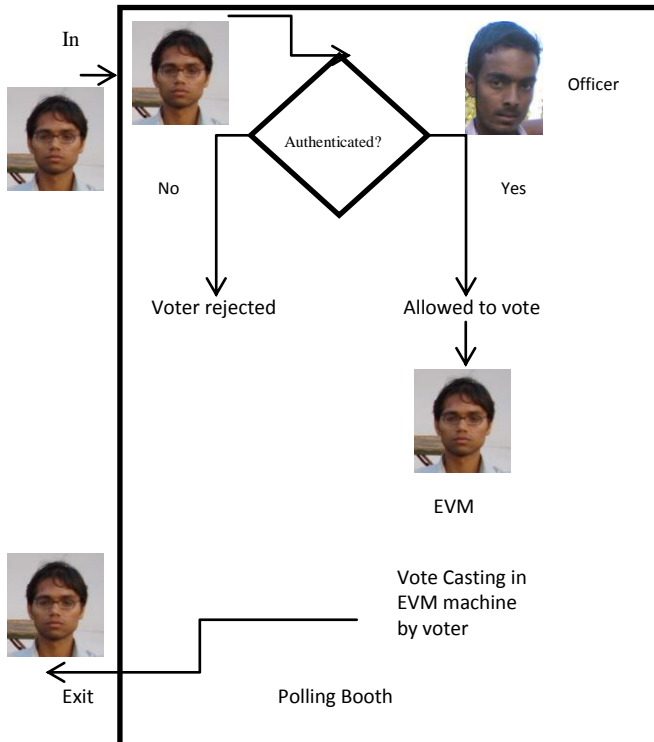 In
Officer
Authenticated?
No
Yes
Voter rejected
Allowed to vote
EVM
Vote Casting in
EVM machine
by voter
Exit
Polling Booth